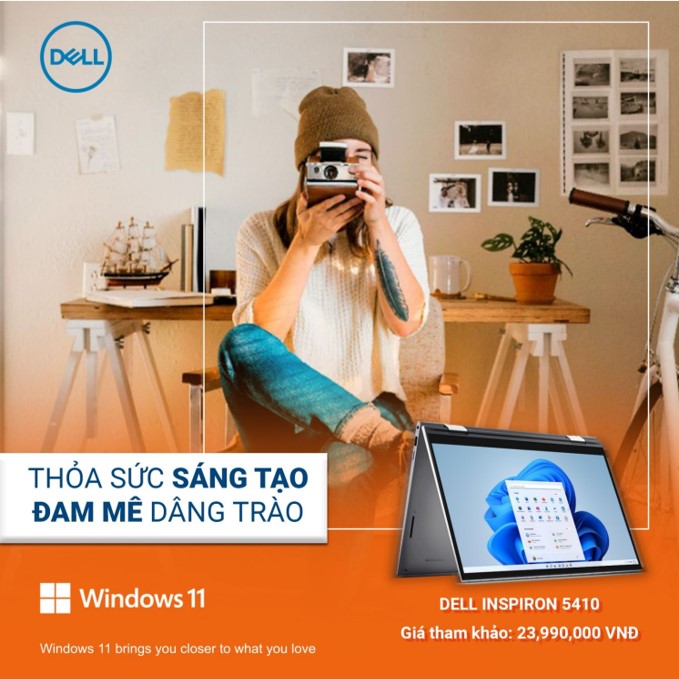 DELL
THỎA SỨC SÁNG TẠO
ĐAM MÊ DÂNG TRÀO
Windows 11
Windows 11 brings you closer to what you love
DELL INSPIRON 5410
Giá tham khảo: 23,990,000 VNĐ